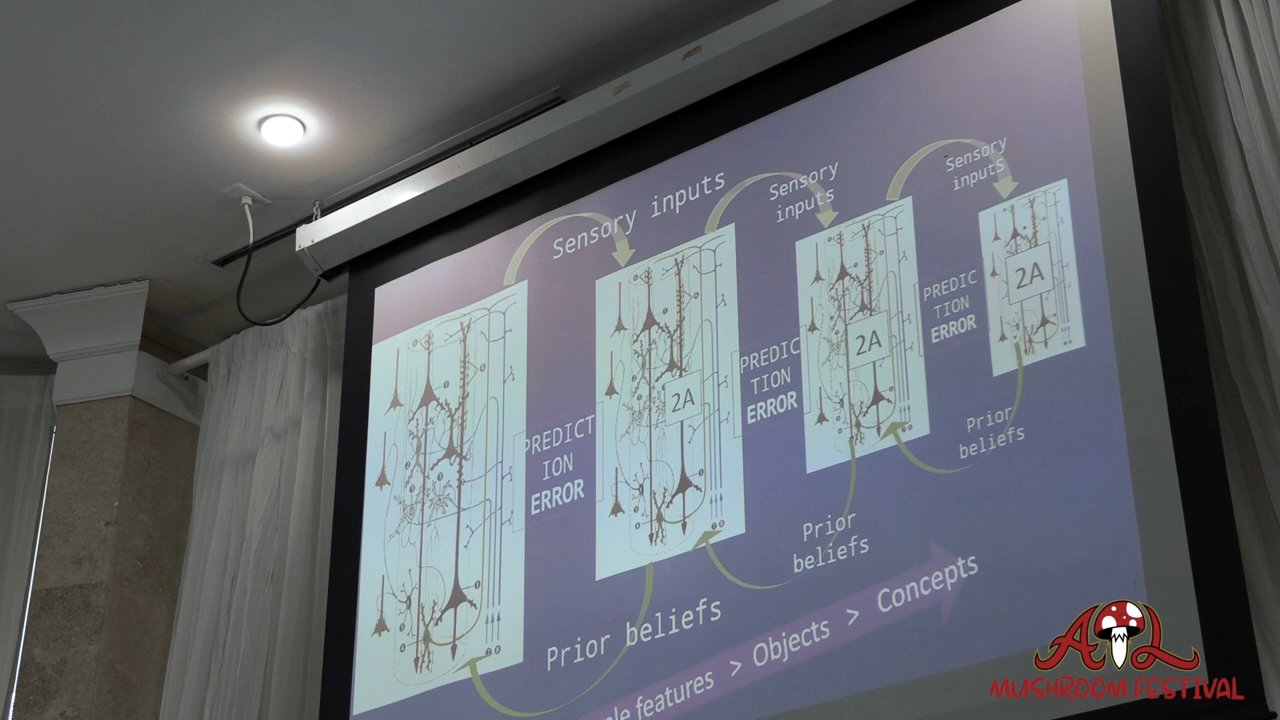 Sensory inputs
Sensory
inputs
Sensory
inputs
2A
2A
2A
PREDICT
ION
ERROR
PREDIC
TION
ERROR
PREDIC
TION
ERROR
Prior beliefs
Prior
beliefs
Prior
beliefs
features > Objects > Concepts
MUSHROOM FESTIVAL